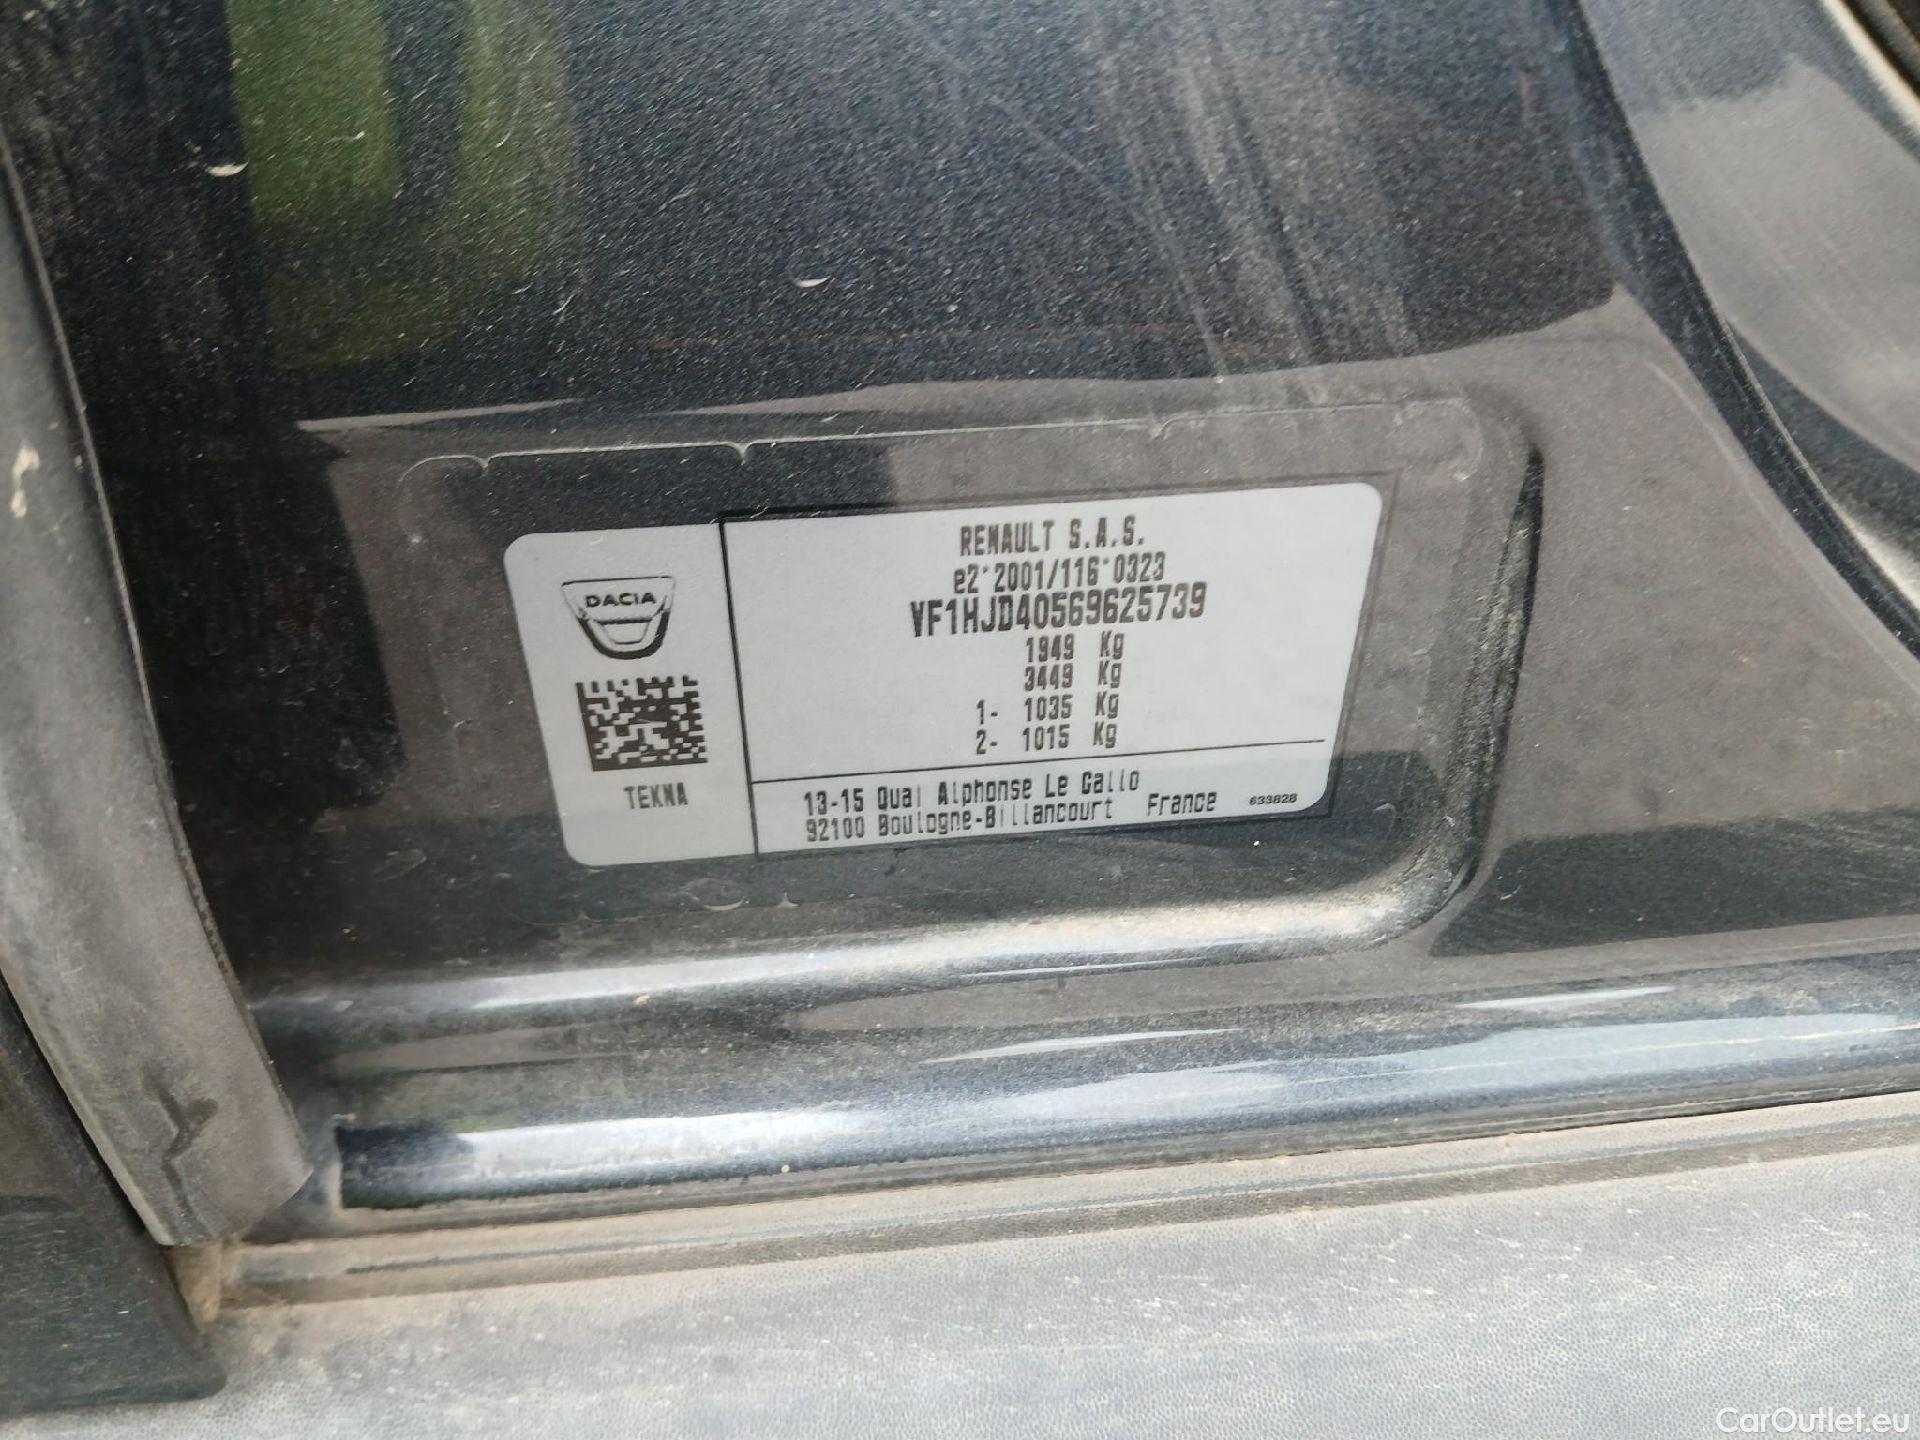 DACIA
TEKNA
RENAULT S.A.S.
e2*2001/116*0323
VF1HJD40569625739
1949 Kg
3449 Kg
1- 1035 Kg
2- 1015 Kg
13-15 Quai Alphonse Le Gallo
92100 Boulogne-Billancourt France
633828
CarOutlet.eu